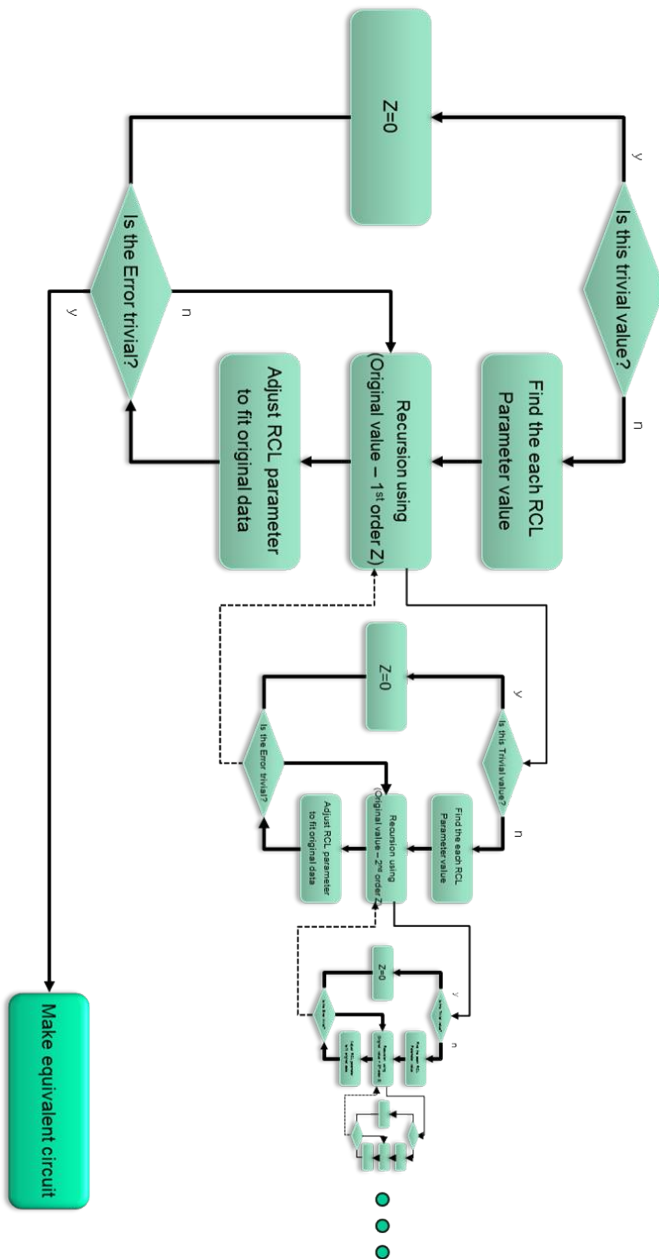 Is this trivial value?
y
n
Z=0
Find the each RCL
Parameter value
Recursion using
(Original value – 1st order Z)
Adjust RCL parameter
to fit original data
Is the Error trivial?
n
y
Is this Trivial value?
y
n
Z=0
Find the each RCL
Parameter value
Recursion using
(Original value – 2nd order Z)
Adjust RCL parameter
to fit original data
Is the Error trivial?
y
n
Z=0
Make equivalent circuit